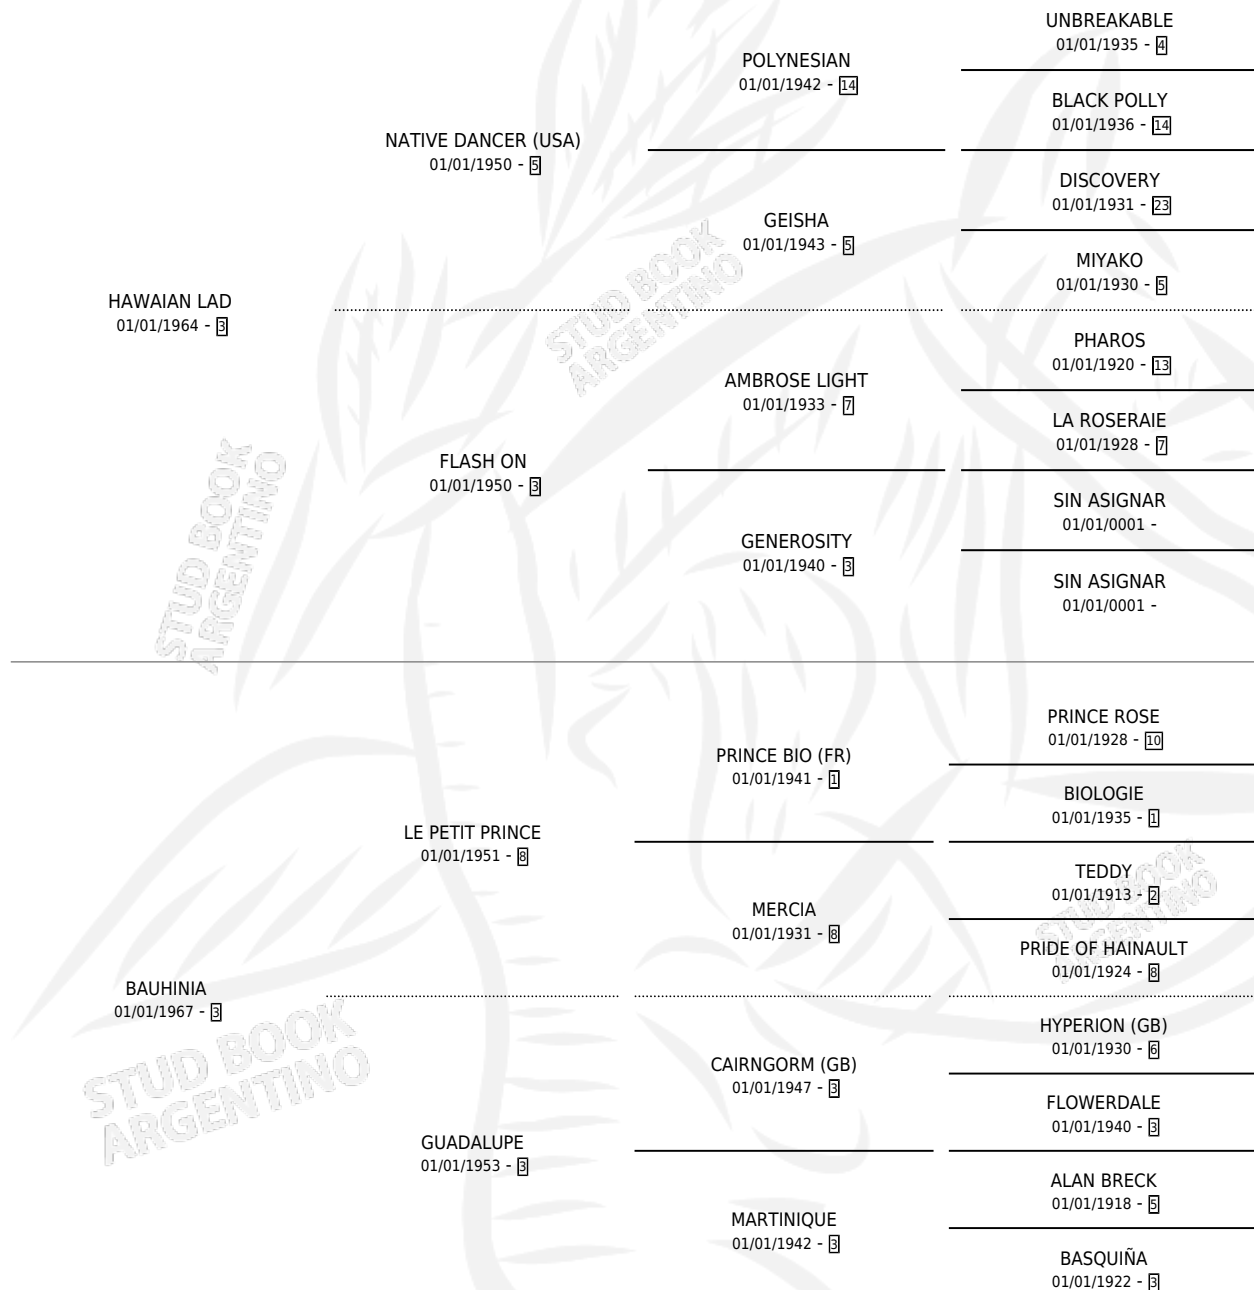 UNBREAKABLE
01/01/1935 - 4
POLYNESIAN
01/01/1942 - 14
BLACK POLLY
01/01/1936 - 14
NATIVE DANCER (USA)
01/01/1950 - 5
DISCOVERY
01/01/1931 - 23
GEISHA
01/01/1943 - 5
MIYAKO
01/01/1930 - 5
HAWAIAN LAD
01/01/1964 - 3
STUD BOOK
ARGENTINO
PHAROS
01/01/1920 - 13
AMBROSE LIGHT
01/01/1933 - 7
LA ROSERAIE
01/01/1928 - 7
FLASH ON
01/01/1950 - 3
SIN ASIGNAR
01/01/0001 -
GENEROSITY
01/01/1940 - 3
SIN ASIGNAR
01/01/0001 -
STUD BOOK
ARGENTINO
PRINCE ROSE
01/01/1928 - 10
PRINCE BIO (FR)
01/01/1941 - 1
BIOLOGIE
01/01/1935 - 1
LE PETIT PRINCE
01/01/1951 - 8
TEDDY
01/01/1913 - 2
MERCIA
01/01/1931 - 8
STUD BOOK
ARGENTINO
PRIDE OF HAINAULT
01/01/1924 - 8
BAUHINIA
01/01/1967 - 3
HYPERION (GB)
01/01/1930 - 6
CAIRNGORM (GB)
01/01/1947 - 3
STUD BOOK
ARGENTINO
FLOWERDALE
01/01/1940 - 3
GUADALUPE
01/01/1953 - 3
ALAN BRECK
01/01/1918 - 5
MARTINIQUE
01/01/1942 - 3
BASQUIÑA
01/01/1922 - 3